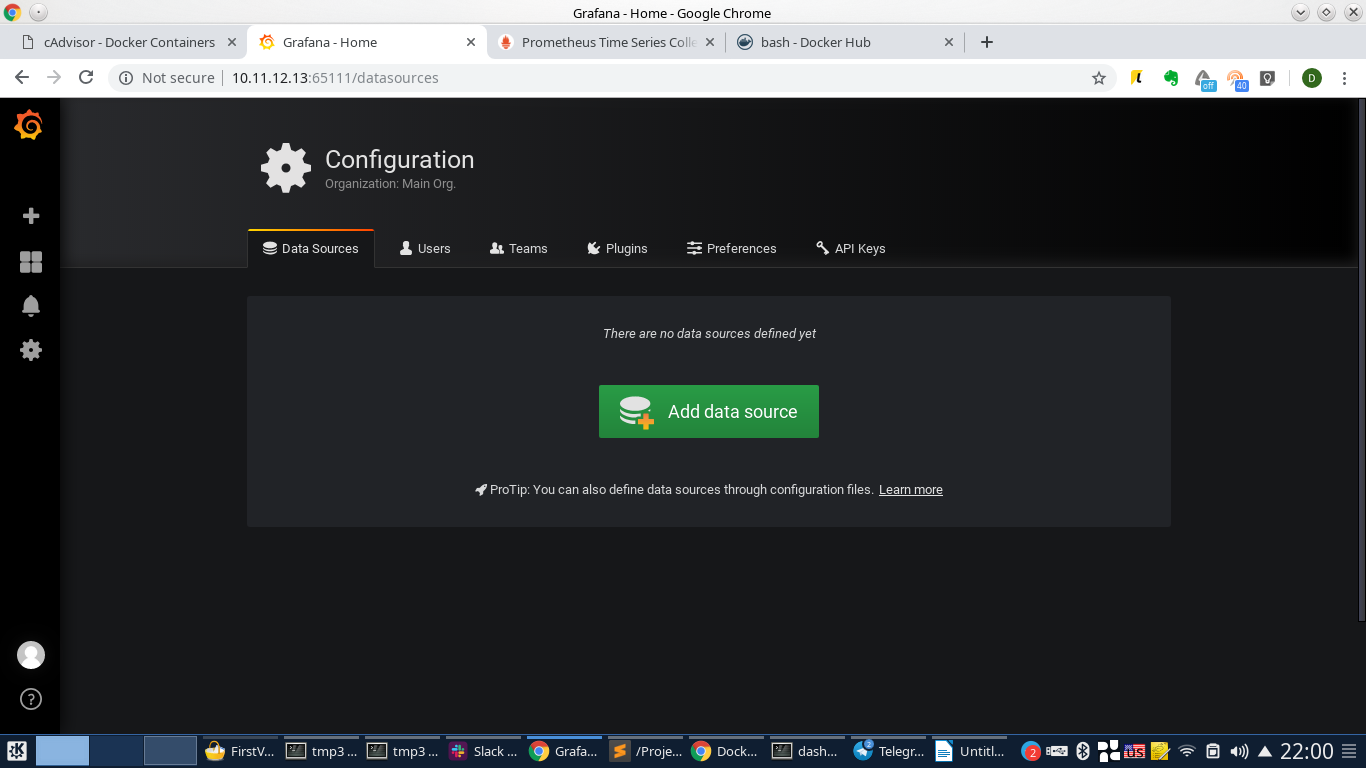 Grafana - Home - Google Chrome
cAdvisor - Docker Containers
Grafana - Home
Prometheus Time Series Colle
bash - Docker Hub
Not secure
10.11.12.13:65111/datasources
off
40
D
Configuration
Organization: Main Org.
Data Sources
Users
Teams
Plugins
Preferences
API Keys
There are no data sources defined yet
Add data source
ProTip: You can also define data sources through configuration files. Learn more
?
FirstV...
tmp3 ...
tmp3 ...
Slack ...
Grafa...
/Proje...
Dock...
dash...
2
Telegr...
Untitl...
2
US
22:00